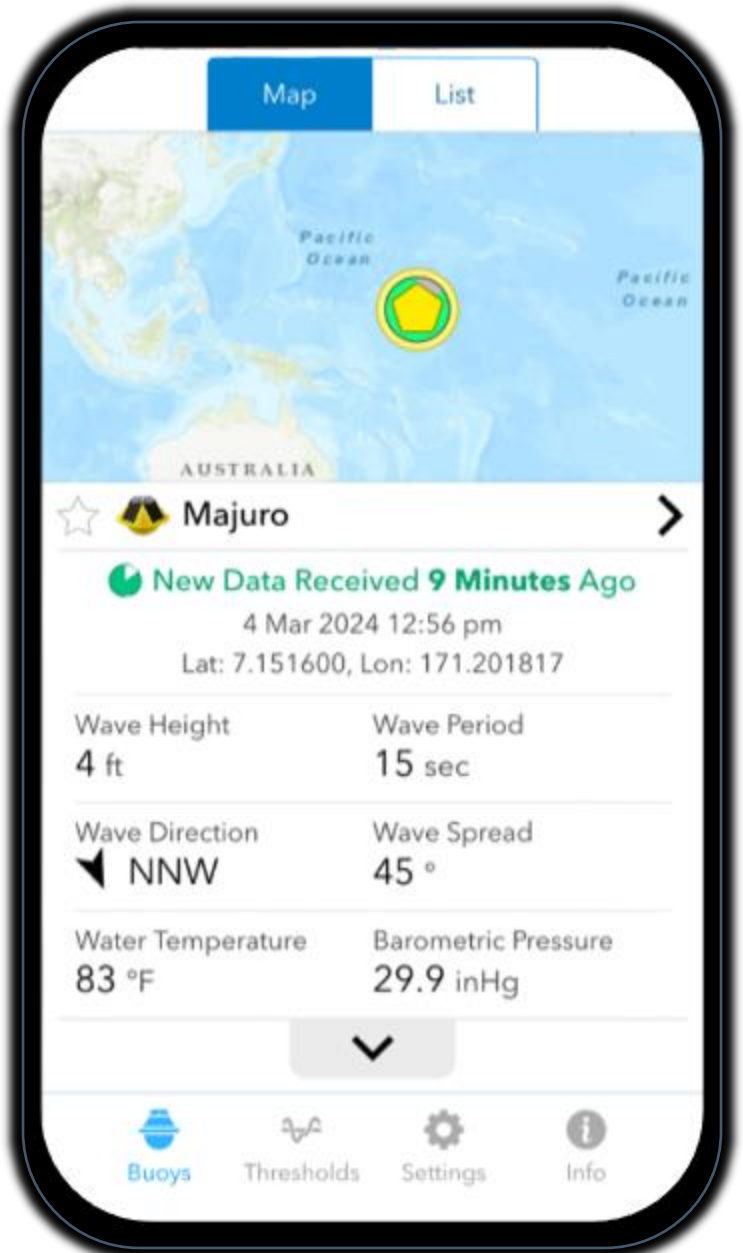 Map List
Pacific
Ocean
Pacific
Ocean
AUSTRALIA
Majuro
New Data Received 9 Minutes Ago
4 Mar 2024 12:56 pm
Lat: 7.151600, Lon: 171.201817
Wave Height Wave Period
4 ft 15 sec
Wave Direction Wave Spread
NNW 45 °
Water Temperature Barometric Pressure
83 °F 29.9 inHg
Buoys Thresholds Settings Info